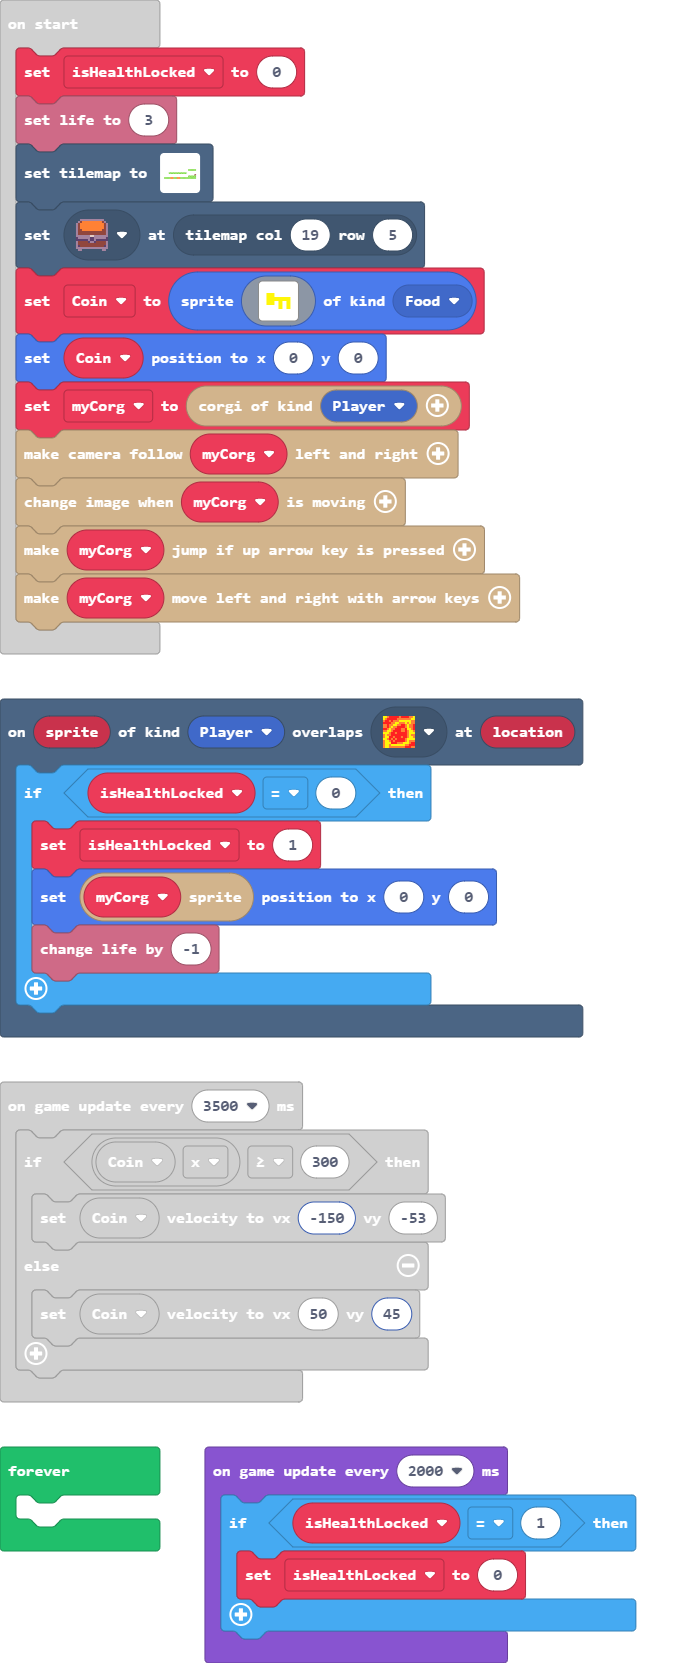 on start
set isHealthLocked to 0
set life to 3
set tilemap to
set at tilemap col 19 row 5
set Coin to sprite of kind Food
set Coin position to x 0 y 0
set myCorg to corgi of kind Player
make camera follow myCorg left and right
change image when myCorg is moving
make myCorg jump if up arrow key is pressed
make myCorg move left and right with arrow keys
on sprite of kind Player overlaps at location
if isHealthLocked = 0 then
set isHealthLocked to 1
set myCorg sprite position to x 0 y 0
change life by -1
on game update every 3500 ms
if Coin x ≥ 300 then
set Coin velocity to vx -150 vy -53
else
set Coin velocity to vx 50 vy 45
forever
on game update every 2000 ms
if isHealthLocked = 1 then
set isHealthLocked to 0